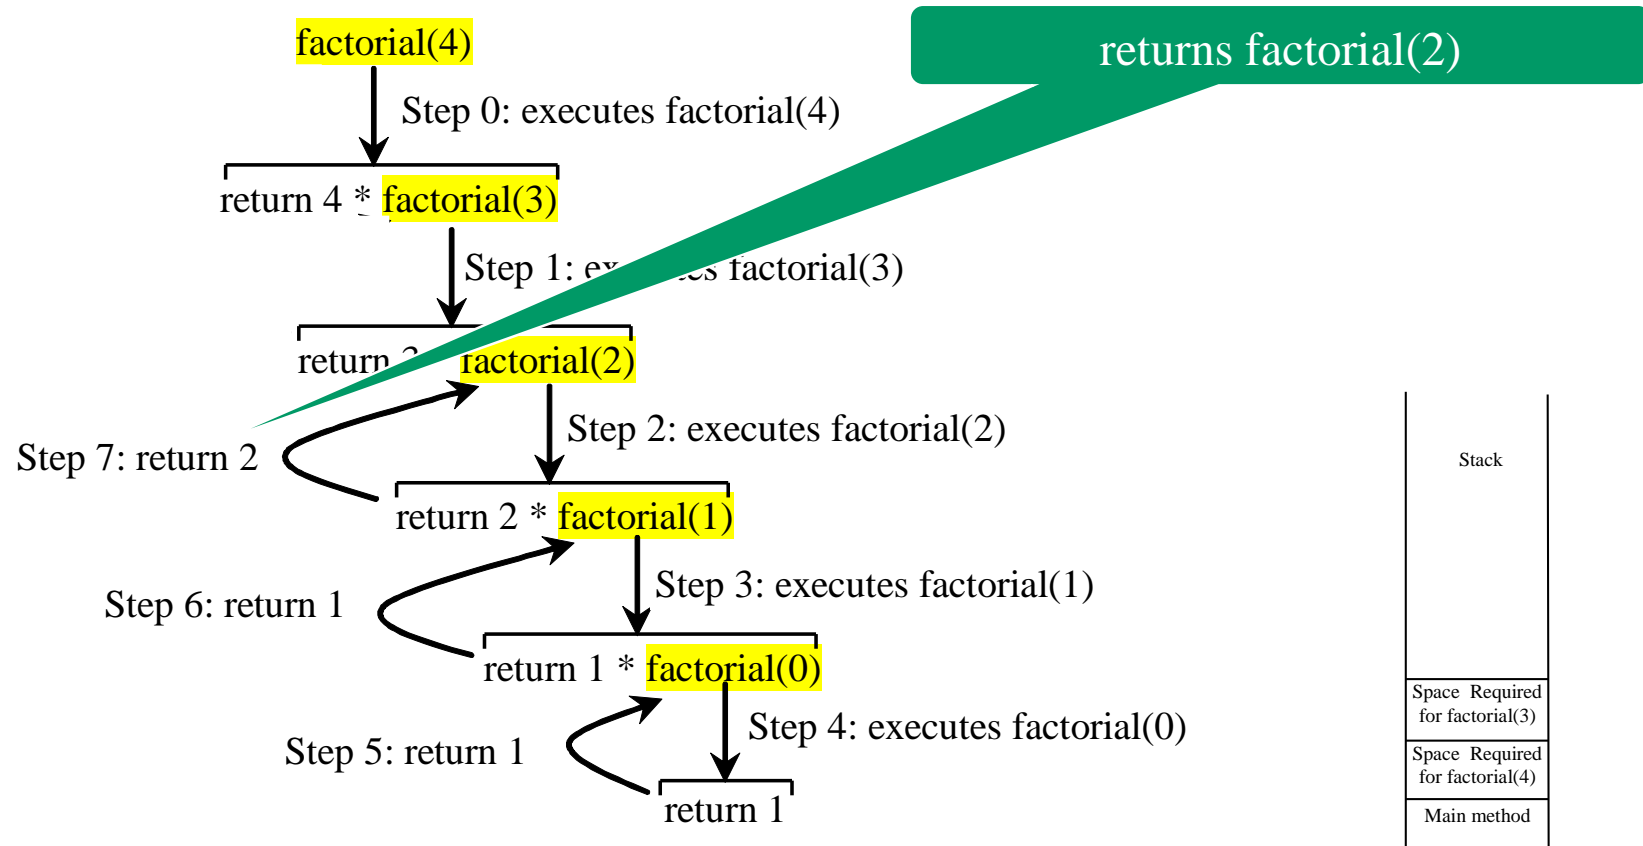 factorial(4)
returns factorial(2)
Step 0: executes factorial(4)
return 4 * factorial(3)
Step 1: factorial(3)
return factorial(2)
Step 2: executes factorial(2)
Step 7: return 2
Stack
return 2 * factorial(1)
Step 3: executes factorial(1)
Step 6: return 1
return 1 * factorial(0)
Space Required
for factorial(3)
Step 4: executes factorial(0)
Step 5: return 1
Space Required
for factorial(4)
return 1
Main method